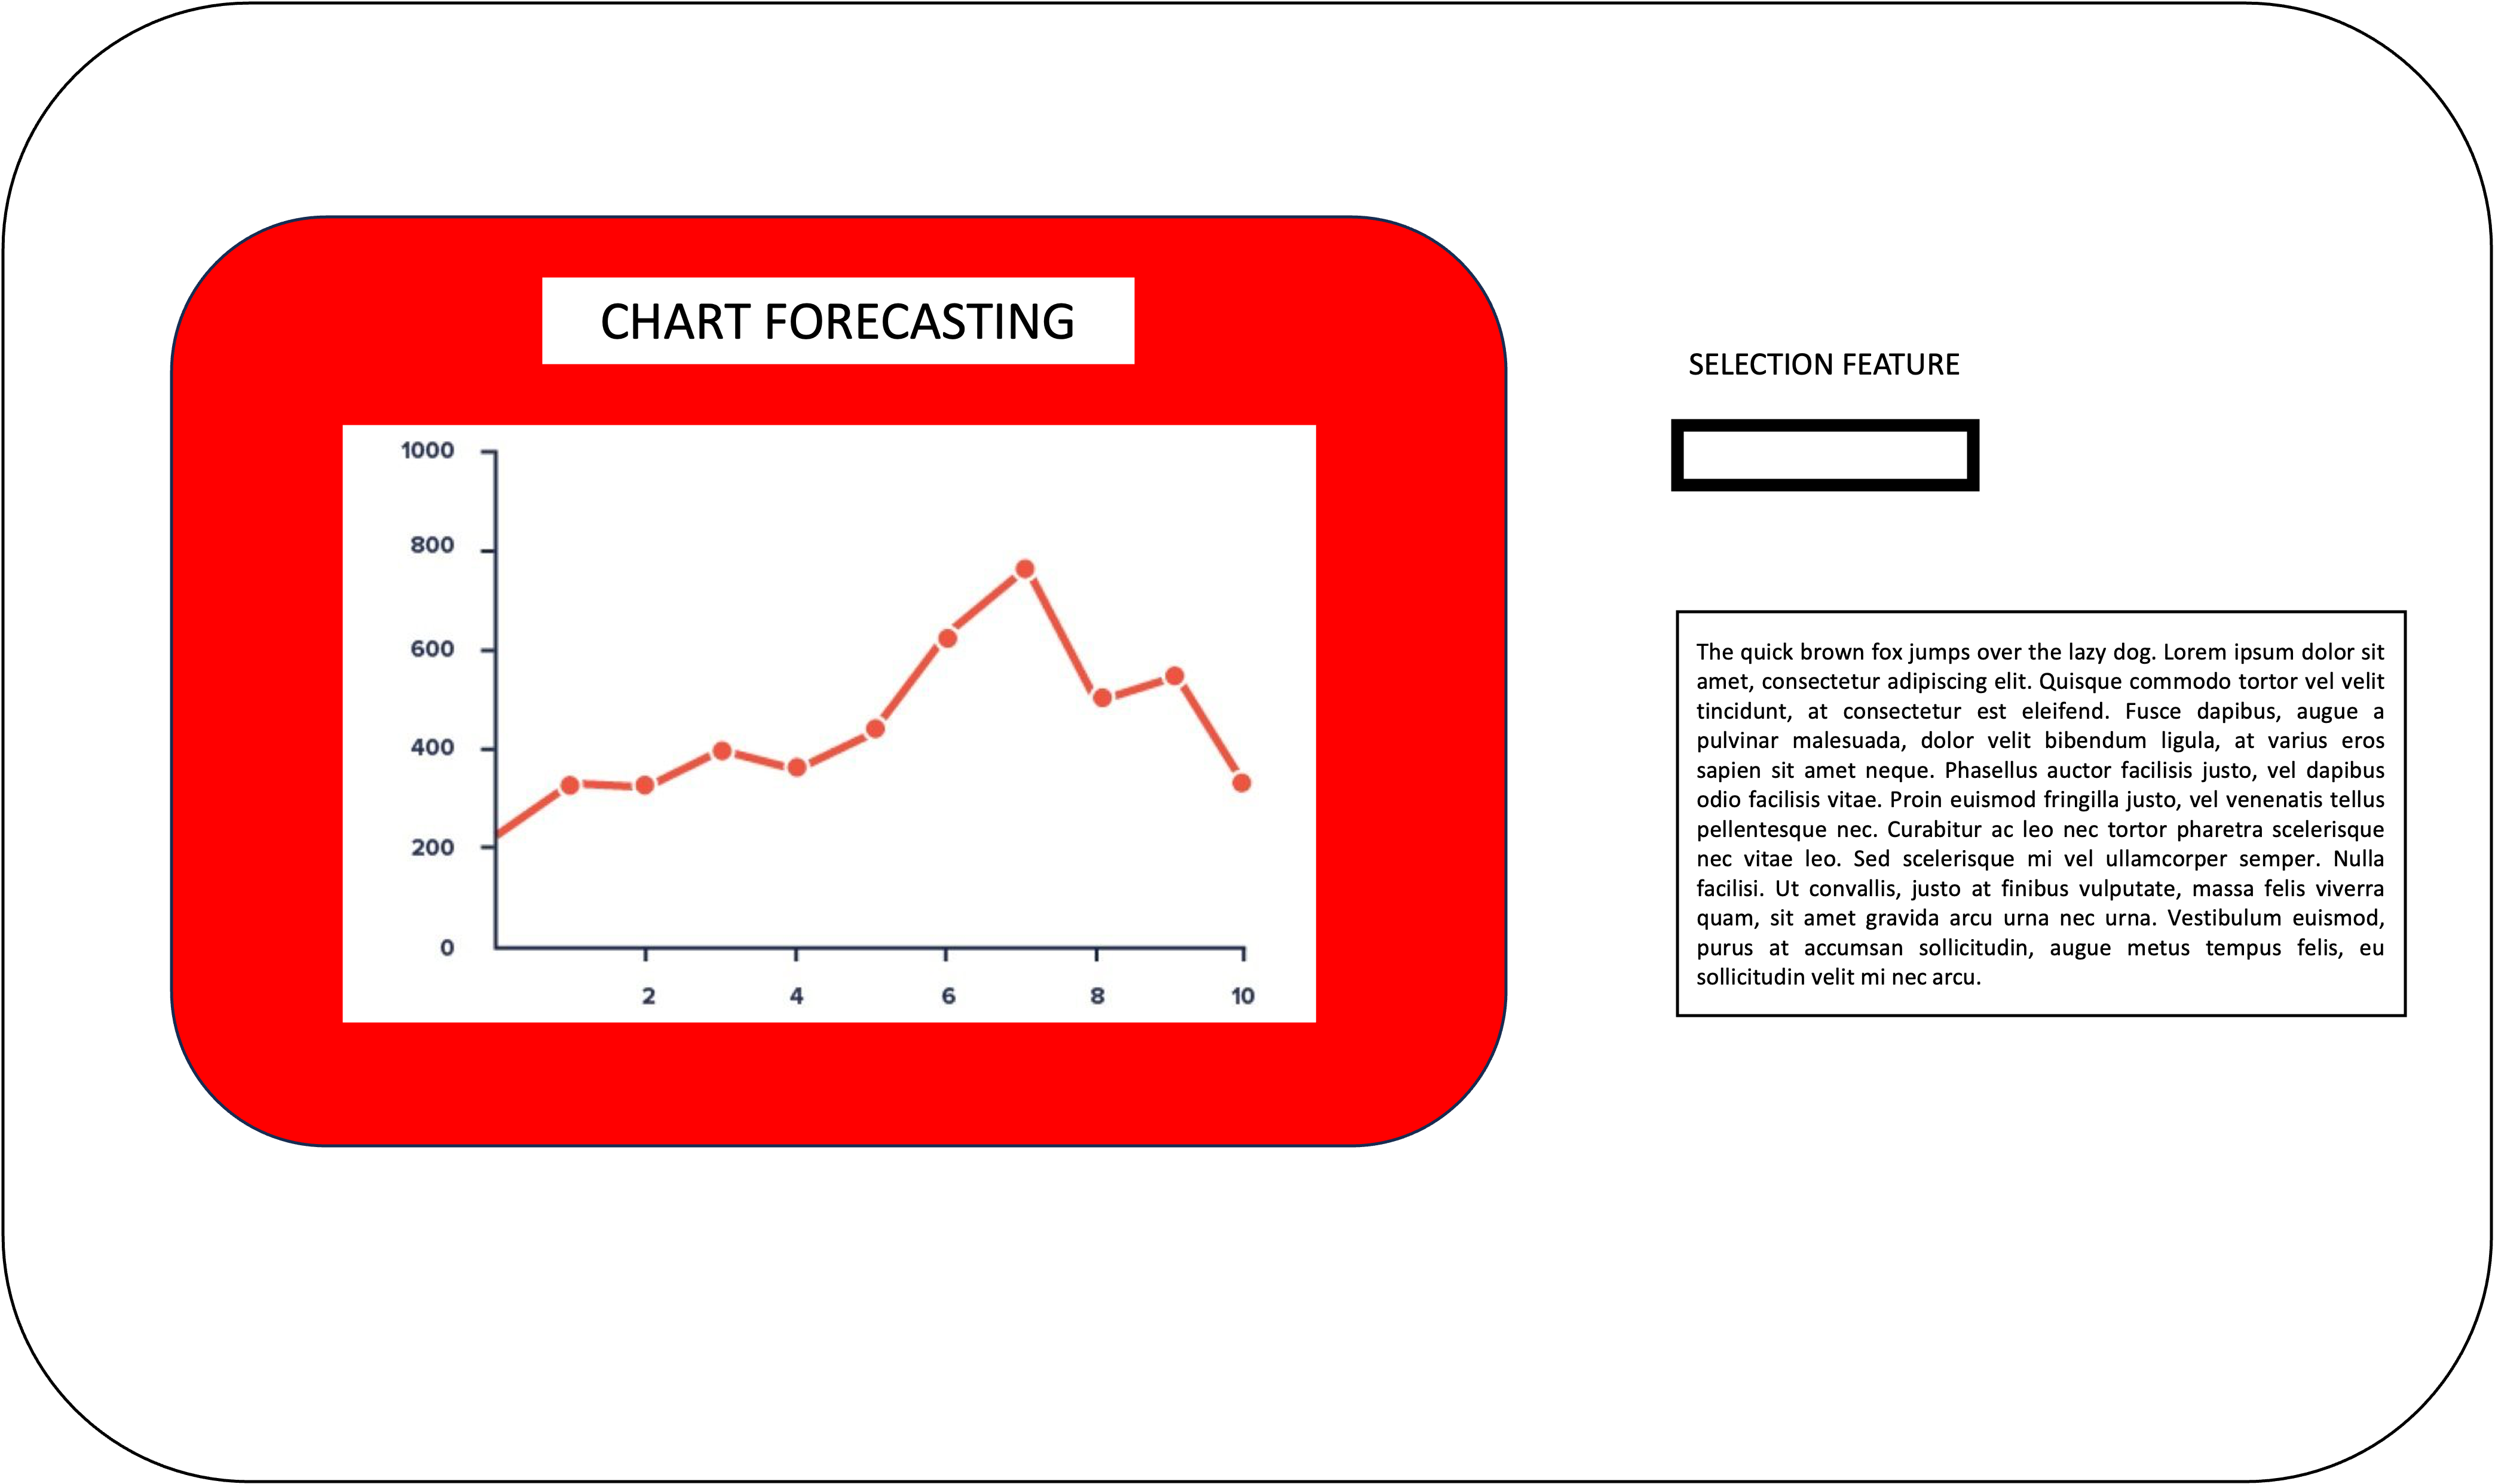 CHART FORECASTING
1000
800
600
400
200
0
2 4 6 8 10
SELECTION FEATURE
The quick brown fox jumps over the lazy dog. Lorem ipsum dolor sit
amet, consectetur adipiscing elit. Quisque commodo tortor vel velit
tincidunt, at consectetur est eleifend. Fusce dapibus, augue a
pulvinar malesuada, dolor velit bibendum ligula, at varius eros
sapien sit amet neque. Phasellus auctor facilisis justo, vel dapibus
odio facilisis vitae. Proin euismod fringilla justo, vel venenatis tellus
pellentesque nec. Curabitur ac leo nec tortor pharetra scelerisque
nec vitae leo. Sed scelerisque mi vel ullamcorper semper. Nulla
facilisi. Ut convallis, justo at finibus vulputate, massa felis viverra
quam, sit amet gravida arcu urna nec urna. Vestibulum euismod,
purus at accumsan sollicitudin, augue metus tempus felis, eu
sollicitudin velit mi nec arcu.